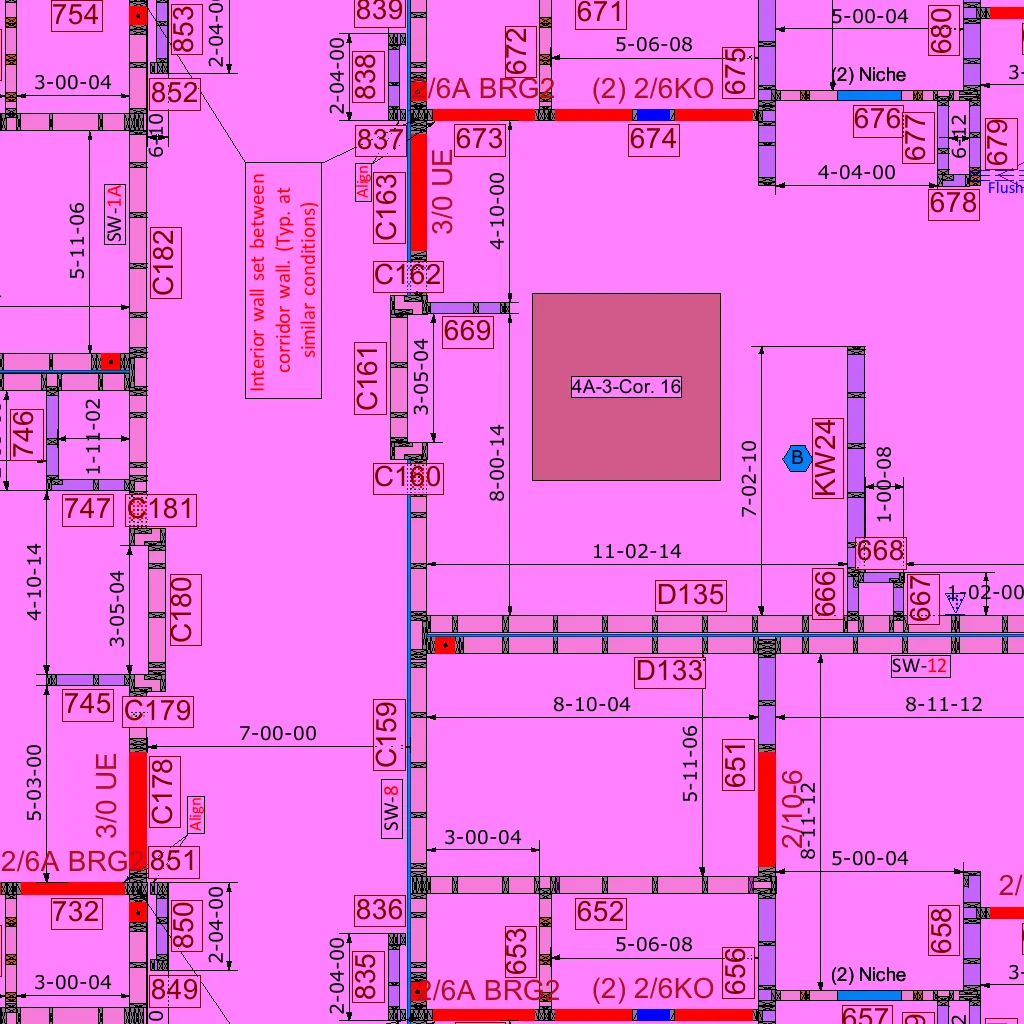 754
853
2-04-00
3-00-04
852
6-10
839
838
2-04-00
837
671
672
5-06-08
675
/6A BRG2
(2) 2/6KO
673
674
5-00-04
680
(2) Niche
676
677
6-12
679
4-04-00
678
Flush
3-
5-11-06
SW-1A
C182
Interior wall set between
corridor wall. (Typ. at
similar conditions)
Align
C163
3/0 UE
4-10-00
C162
669
C161
3-05-04
4A-3-Cor. 16
C160
8-00-14
7-02-10
B
KW24
1-00-08
668
746
1-11-02
747
C181
4-10-14
3-05-04
C180
11-02-14
D135
666
667
1-02-00
D133
SW-12
745
C179
7-00-00
C159
8-10-04
8-11-12
5-03-00
3/0 UE
C178
Align
SW-8
5-11-06
651
2/10-6
8-11-12
3-00-04
5-00-04
2/6A BRG2
851
732
850
2-04-00
3-00-04
849
836
835
2-04-00
652
653
5-06-08
656
2/6A BRG2
(2) 2/6KO
658
2/
(2) Niche
657
3-